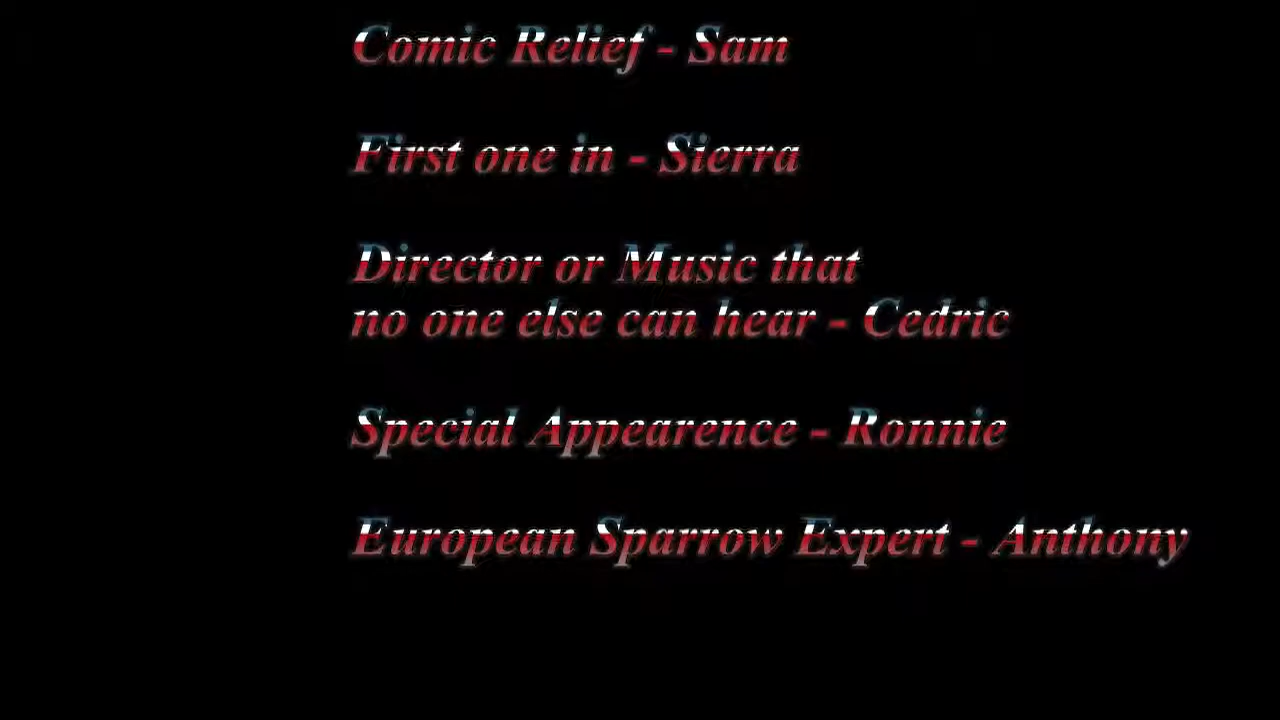 Comic Relief - Sam
First one in - Sierra
Director or Music that
no one else can hear - Cedric
Special Appearence - Ronnie
European Sparrow Expert - Anthony